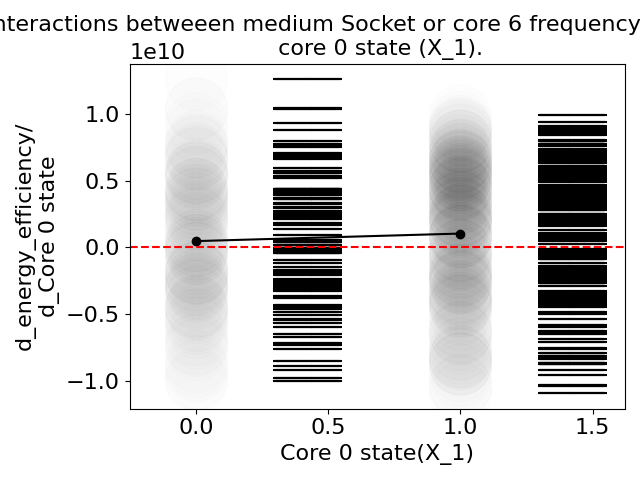 nteractions betweeen medium Socket or core 6 frequency
core 0 state (X_1).
1e10
1.0
0.5
0.0
−0.5
−1.0
d_energy_efficiency/
d_Core 0 state
0.0
0.5
1.0
1.5
Core 0 state(X_1)